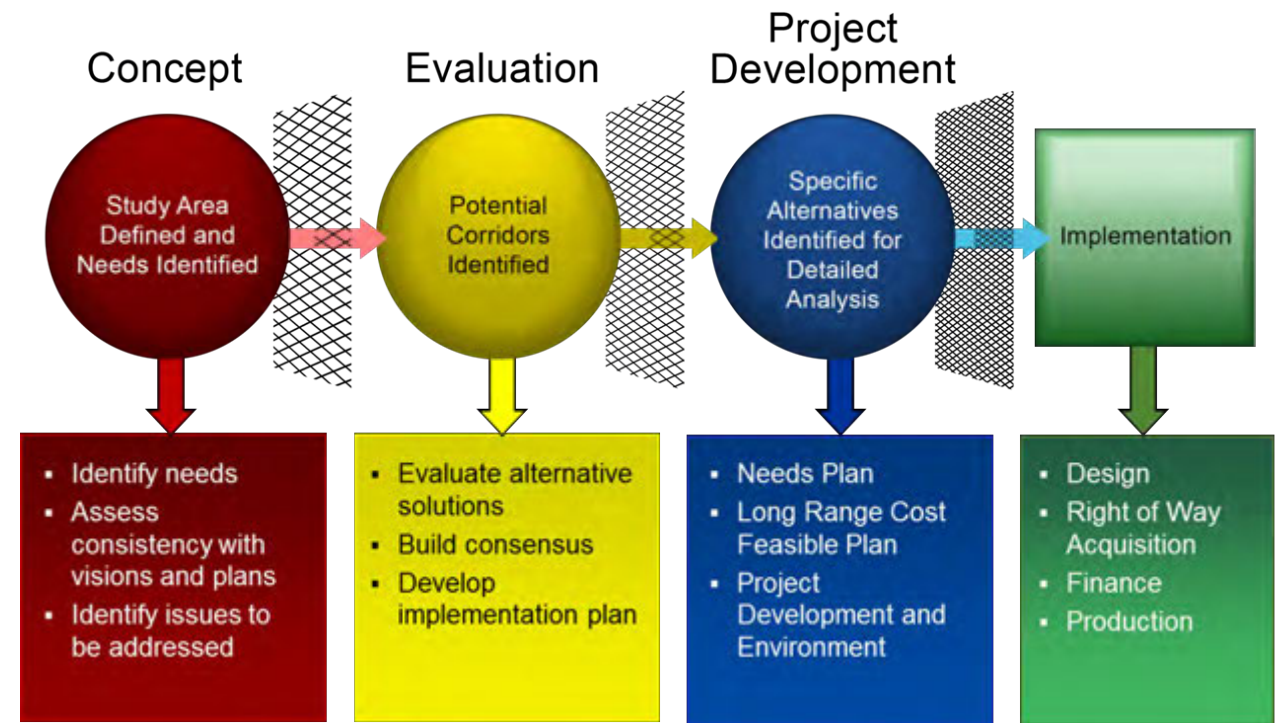 Concept
Evaluation
Project
Development
Study Area
Defined and
Needs Identified
Potential
Corridors
Identified
Specific
Alternatives
Identified for
Detailed
Analysis
Implementation
▪ Identify needs
▪ Assess
consistency with
visions and plans
▪ Identify issues to
be addressed
▪ Evaluate alternative
solutions
▪ Build consensus
▪ Develop
implementation plan
▪ Needs Plan
▪ Long Range Cost
Feasible Plan
▪ Project
Development and
Environment
▪ Design
▪ Right of Way
Acquisition
▪ Finance
▪ Production